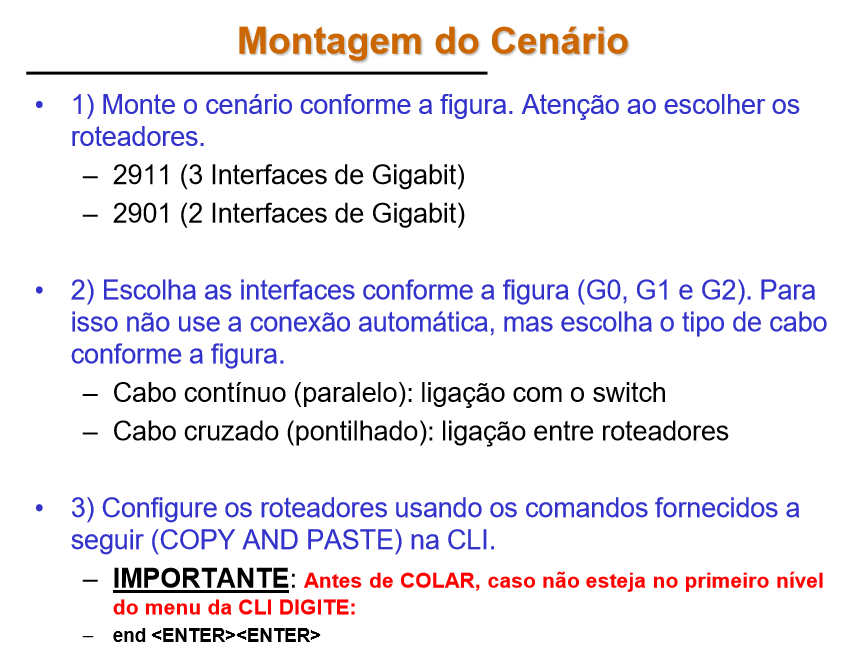 Montagem do Cenário
• 1) Monte o cenário conforme a figura. Atenção ao escolher os
roteadores.
– 2911 (3 Interfaces de Gigabit)
– 2901 (2 Interfaces de Gigabit)
• 2) Escolha as interfaces conforme a figura (G0, G1 e G2). Para
isso não use a conexão automática, mas escolha o tipo de cabo
conforme a figura.
– Cabo contínuo (paralelo): ligação com o switch
– Cabo cruzado (pontilhado): ligação entre roteadores
• 3) Configure os roteadores usando os comandos fornecidos a
seguir (COPY AND PASTE) na CLI.
– IMPORTANTE: Antes de COLAR, caso não esteja no primeiro nível
do menu da CLI DIGITE:
– end <ENTER><ENTER>